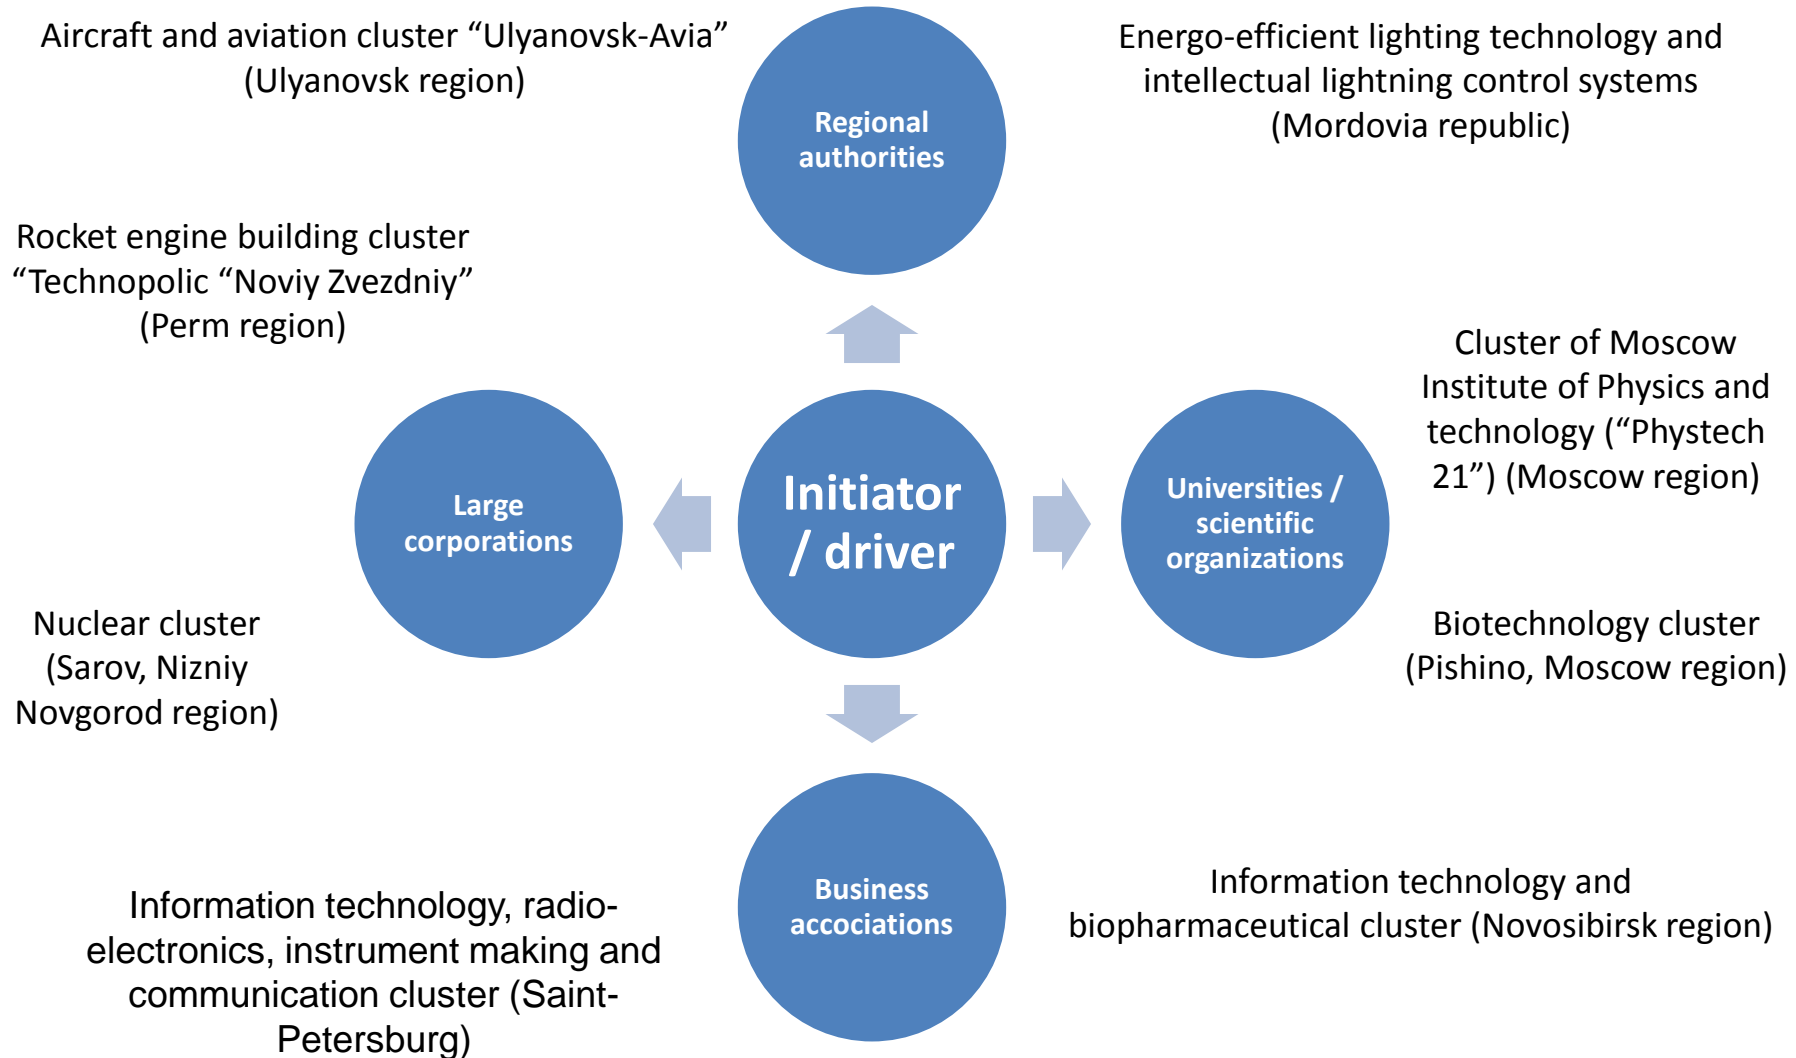 Aircraft and aviation cluster “Ulyanovsk-Avia”
(Ulyanovsk region)
Energo-efficient lighting technology and
intellectual lightning control systems
(Mordovia republic)
Regional
authorities
Rocket engine building cluster
“Technopolic “Noviy Zvezdniy”
(Perm region)
Cluster of Moscow
Institute of Physics and
technology (“Phystech
21”) (Moscow region)
Large
corporations
Initiator
/ driver
Universities /
scientific
organizations
Nuclear cluster
(Sarov, Nizniy
Novgorod region)
Biotechnology cluster
(Pishino, Moscow region)
Business
accociations
Information technology, radio-
electronics, instrument making and
communication cluster (Saint-
Petersburg)
Information technology and
biopharmaceutical cluster (Novosibirsk region)